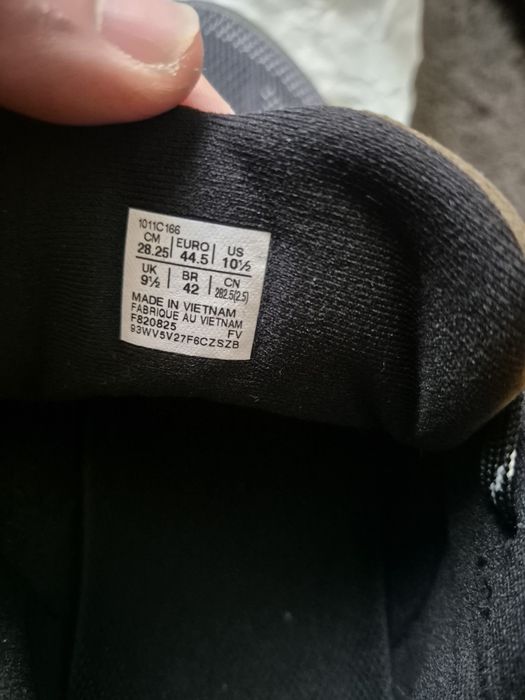 1011C166
CM EURO US
28.25 44.5 10½
UK BR CN
9½ 42 282.5(2.5)
MADE IN VIETNAM
FABRIQUE AU VIETNAM
F820825 FV
93WV5V27F6CZSZB